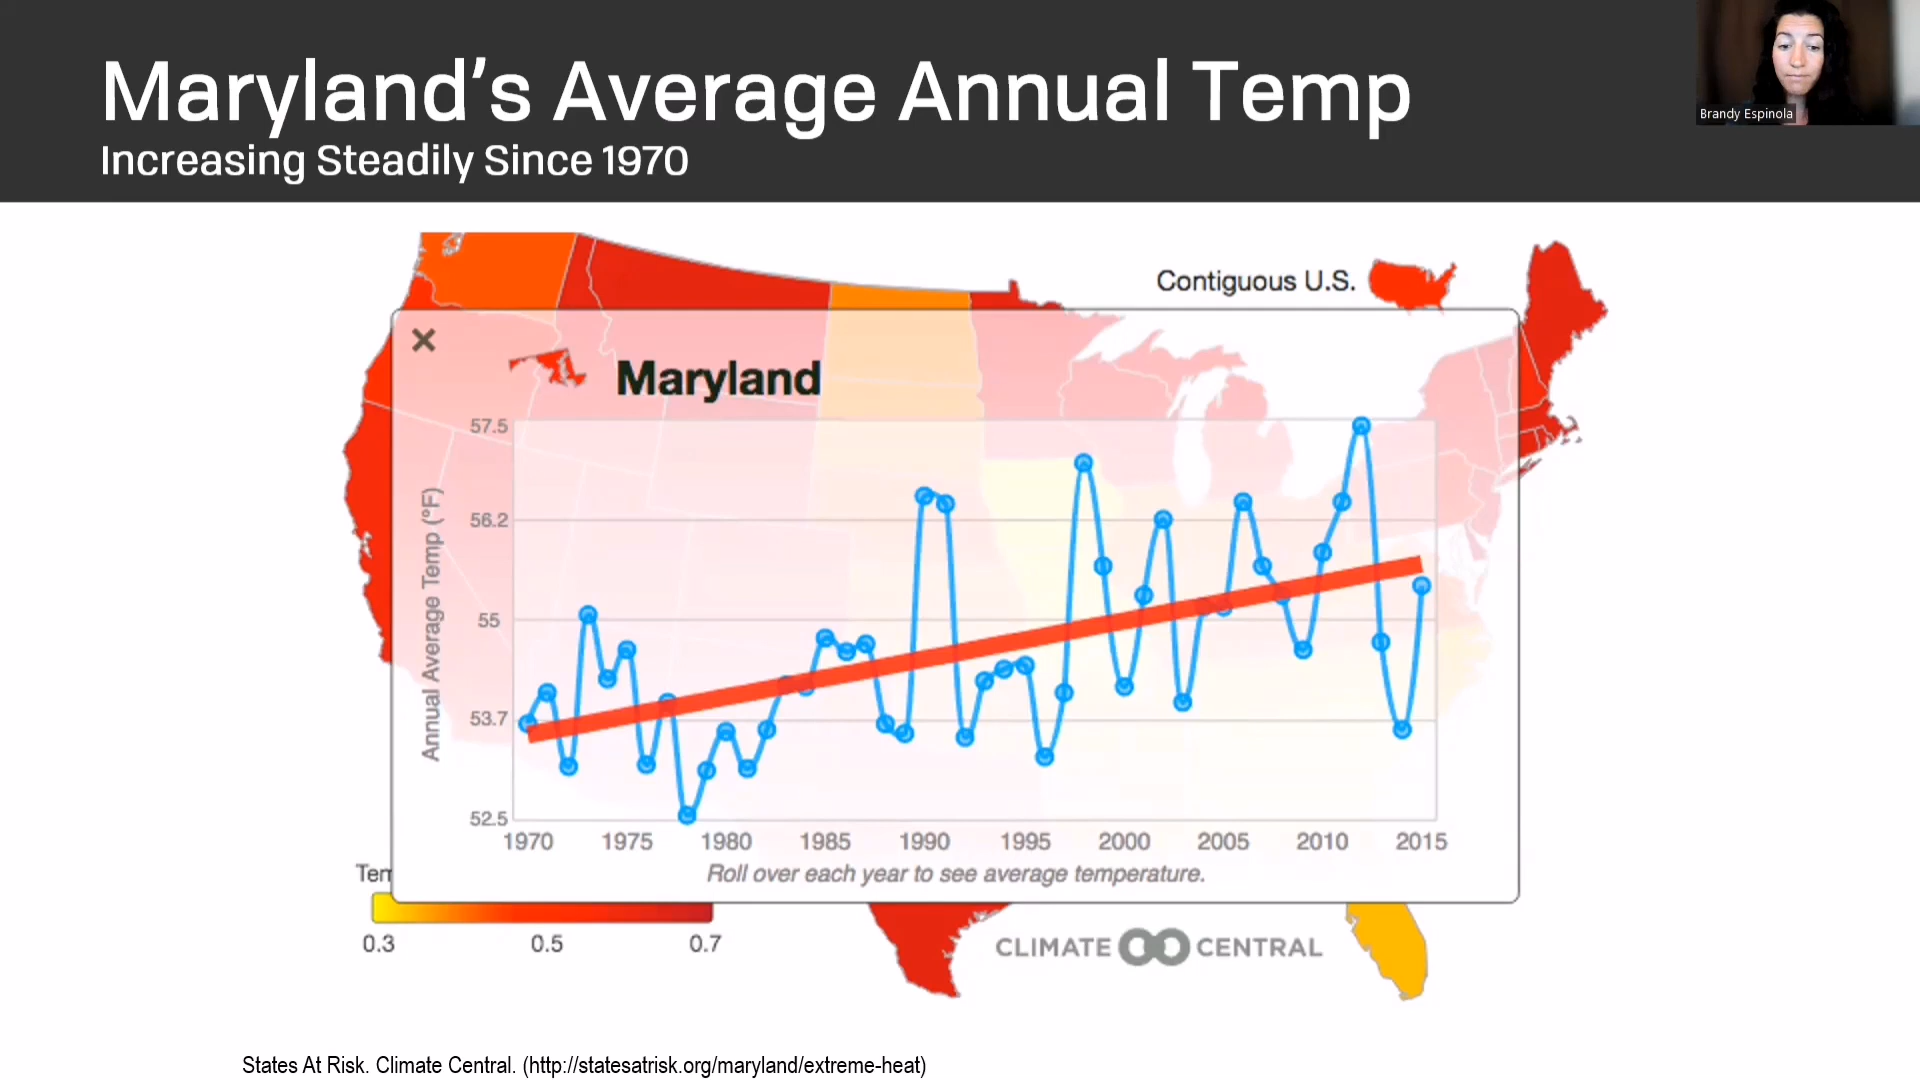 Maryland's Average Annual Temp
Increasing Steadily Since 1970
Brandy Espinola
Contiguous U.S.
×
Maryland
57.5
56.2
55
53.7
52.5
Annual Average Temp (°F)
1970 1975 1980 1985 1990 1995 2000 2005 2010 2015
Roll over each year to see average temperature.
Tem
0.3 0.5 0.7
CLIMATE CENTRAL
States At Risk. Climate Central. (http://statesatrisk.org/maryland/extreme-heat)